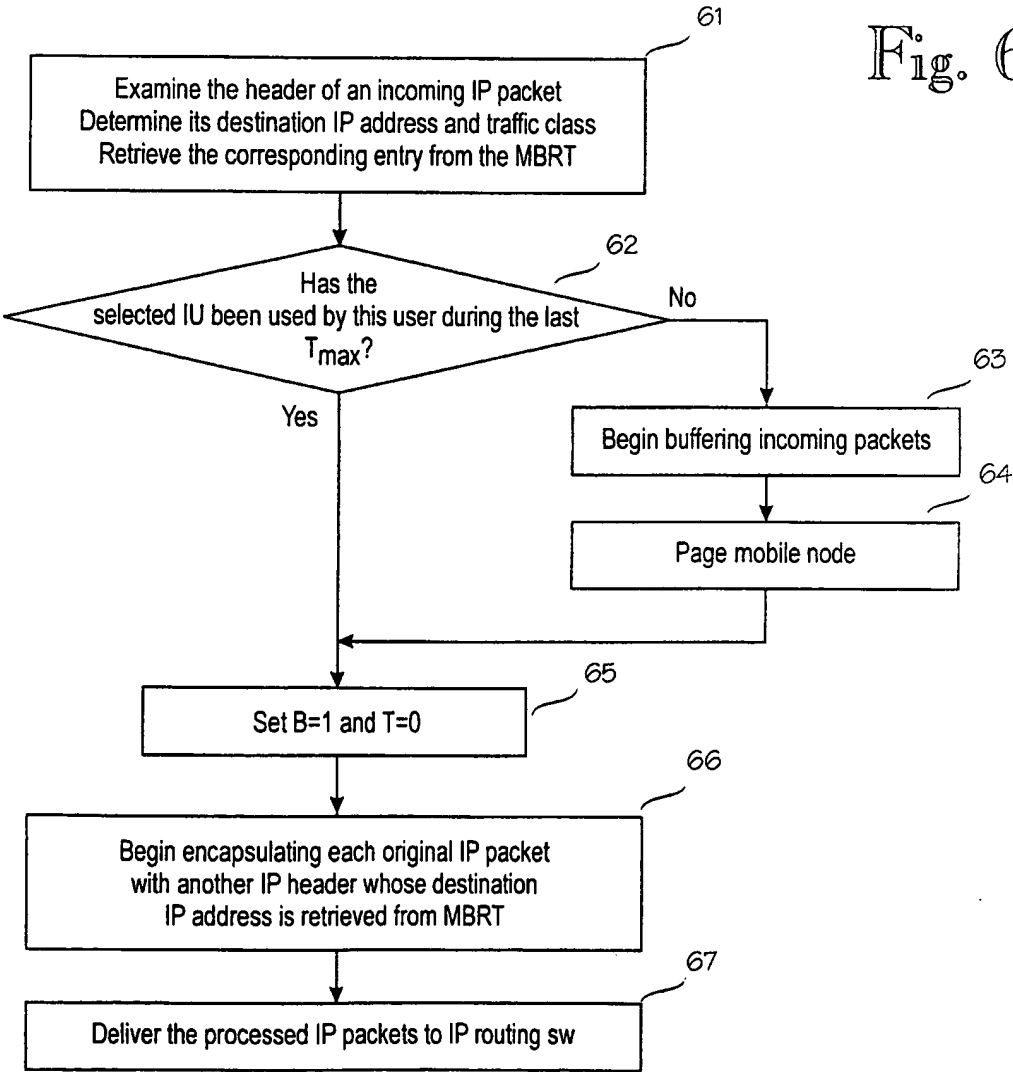 Fig. 6
61
Examine the header of an incoming IP packet
Determine its destination IP address and traffic class
Retrieve the corresponding entry from the MBRT
62
Has the
selected IU been used by this user during the last
Tmax?
No
Yes
63
Begin buffering incoming packets
64
Page mobile node
65
Set B=1 and T=0
66
Begin encapsulating each original IP packet
with another IP header whose destination
IP address is retrieved from MBRT
67
Deliver the processed IP packets to IP routing sw